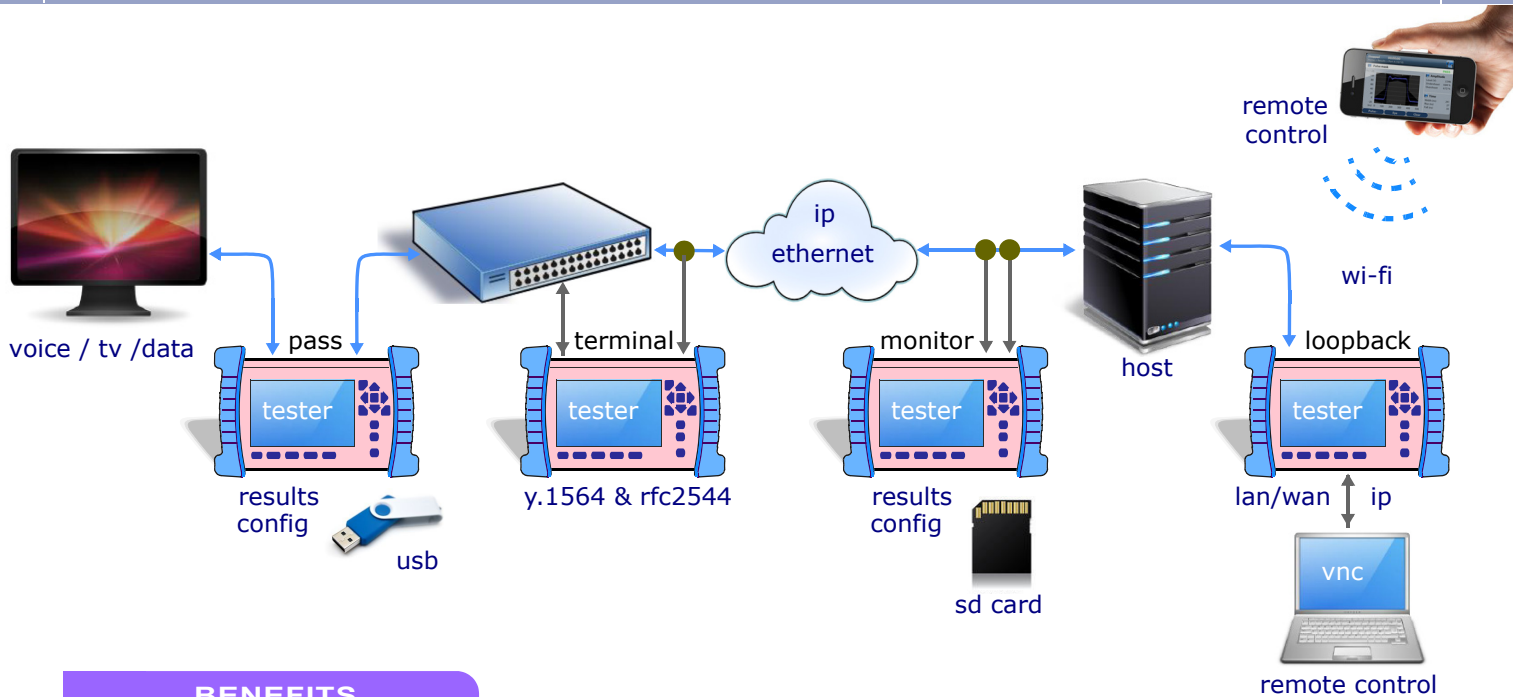 remote
control
ip
ethernet
wi-fi
voice / tv /data
pass
terminal
monitor
host
loopback
tester
tester
tester
tester
results
config
usb
y.1564 & rfc2544
results
config
sd card
lan/wan
ip
vnc
remote control
BENEFITS